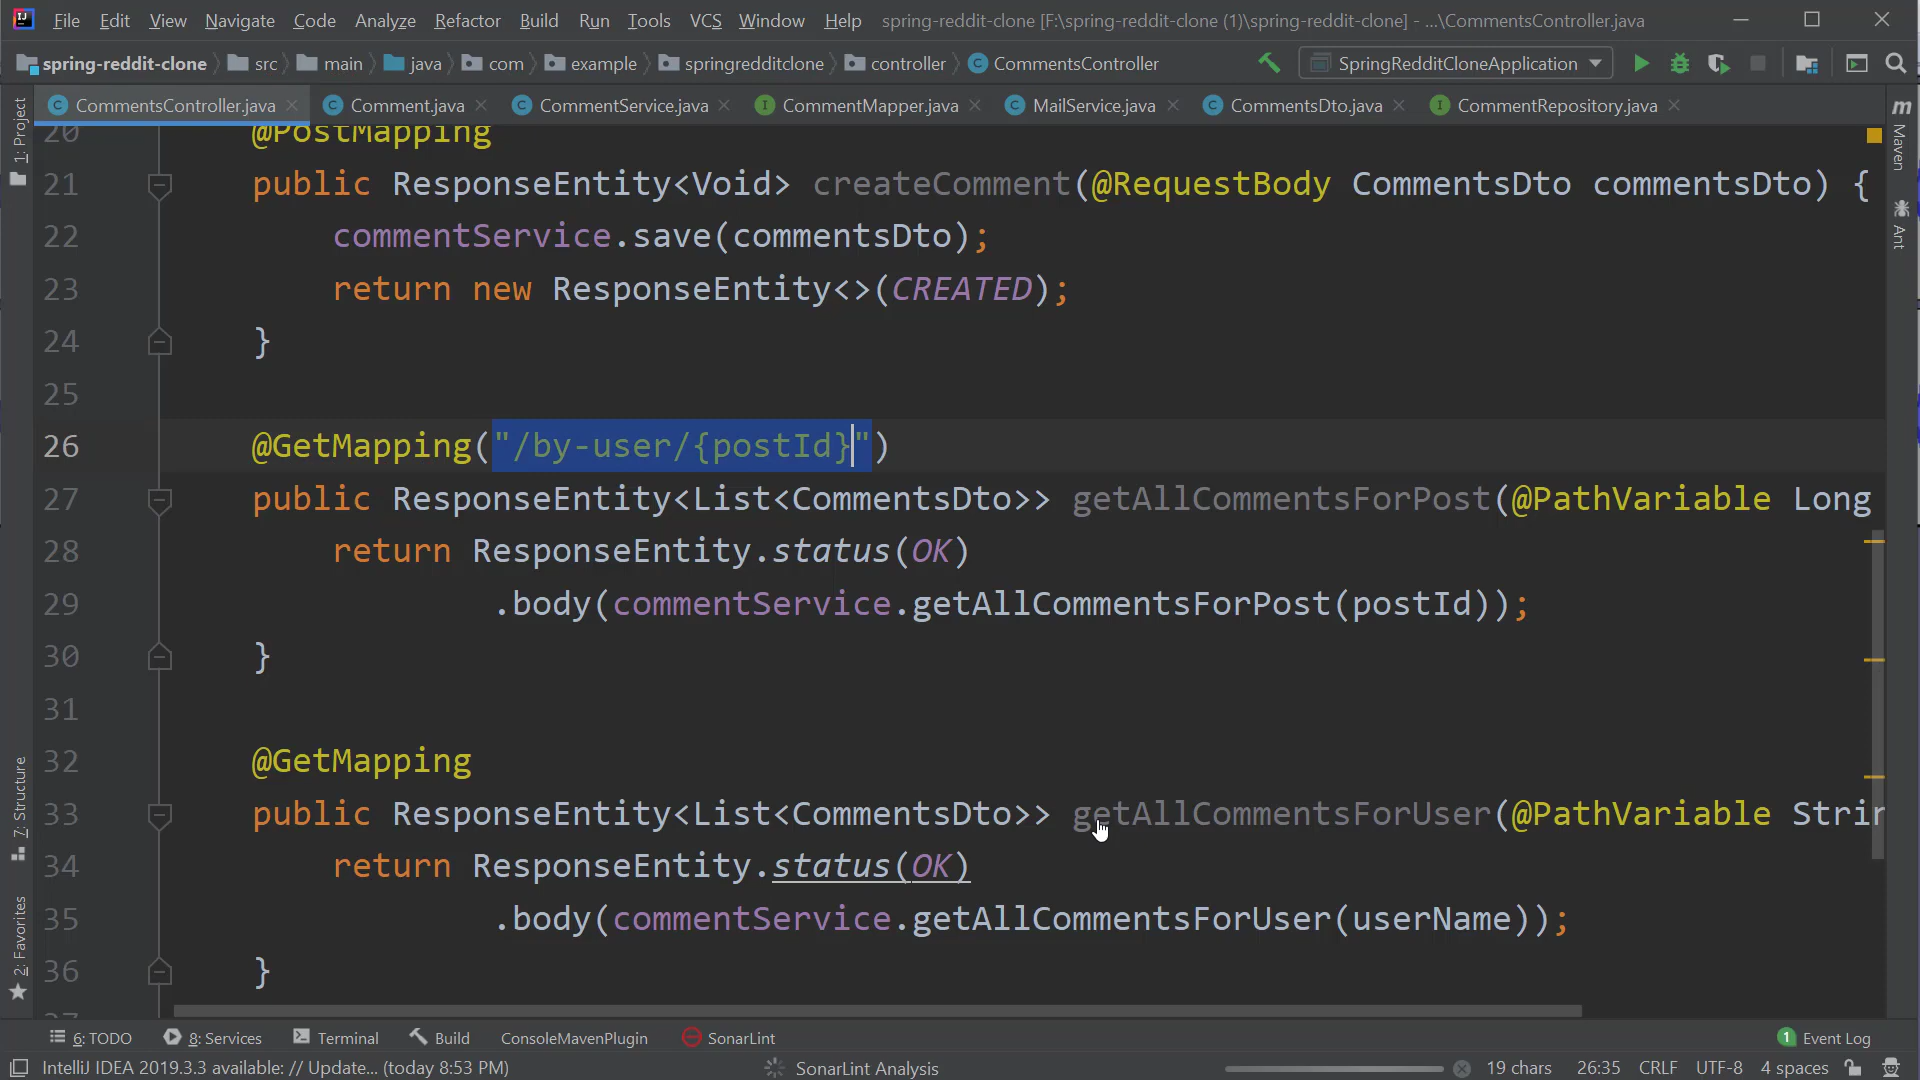 File Edit View Navigate Code Analyze Refactor Build Run Tools VCS Window Help spring-reddit-clone [F:\spring-reddit-clone (1)\spring-reddit-clone] - ...\CommentsController.java
spring-reddit-clone src main java com example springredditclone controller CommentsController SpringRedditCloneApplication
CommentsController.java Comment.java CommentService.java CommentMapper.java MailService.java CommentsDto.java CommentRepository.java
1: Project
7: Structure
2: Favorites
Maven
Ant
20 @PostMapping
21 public ResponseEntity<Void> createComment(@RequestBody CommentsDto commentsDto) {
22 commentService.save(commentsDto);
23 return new ResponseEntity<>(CREATED);
24 }
25
26 @GetMapping("/by-user/{postId}")
27 public ResponseEntity<List<CommentsDto>> getAllCommentsForPost(@PathVariable Long
28 return ResponseEntity.status(OK)
29 .body(commentService.getAllCommentsForPost(postId));
30 }
31
32 @GetMapping
33 public ResponseEntity<List<CommentsDto>> getAllCommentsForUser(@PathVariable Strin
34 return ResponseEntity.status(OK)
35 .body(commentService.getAllCommentsForUser(userName));
36 }
6: TODO 8: Services Terminal Build ConsoleMavenPlugin SonarLint 1 Event Log
IntelliJ IDEA 2019.3.3 available: // Update... (today 8:53 PM) SonarLint Analysis 19 chars 26:35 CRLF UTF-8 4 spaces